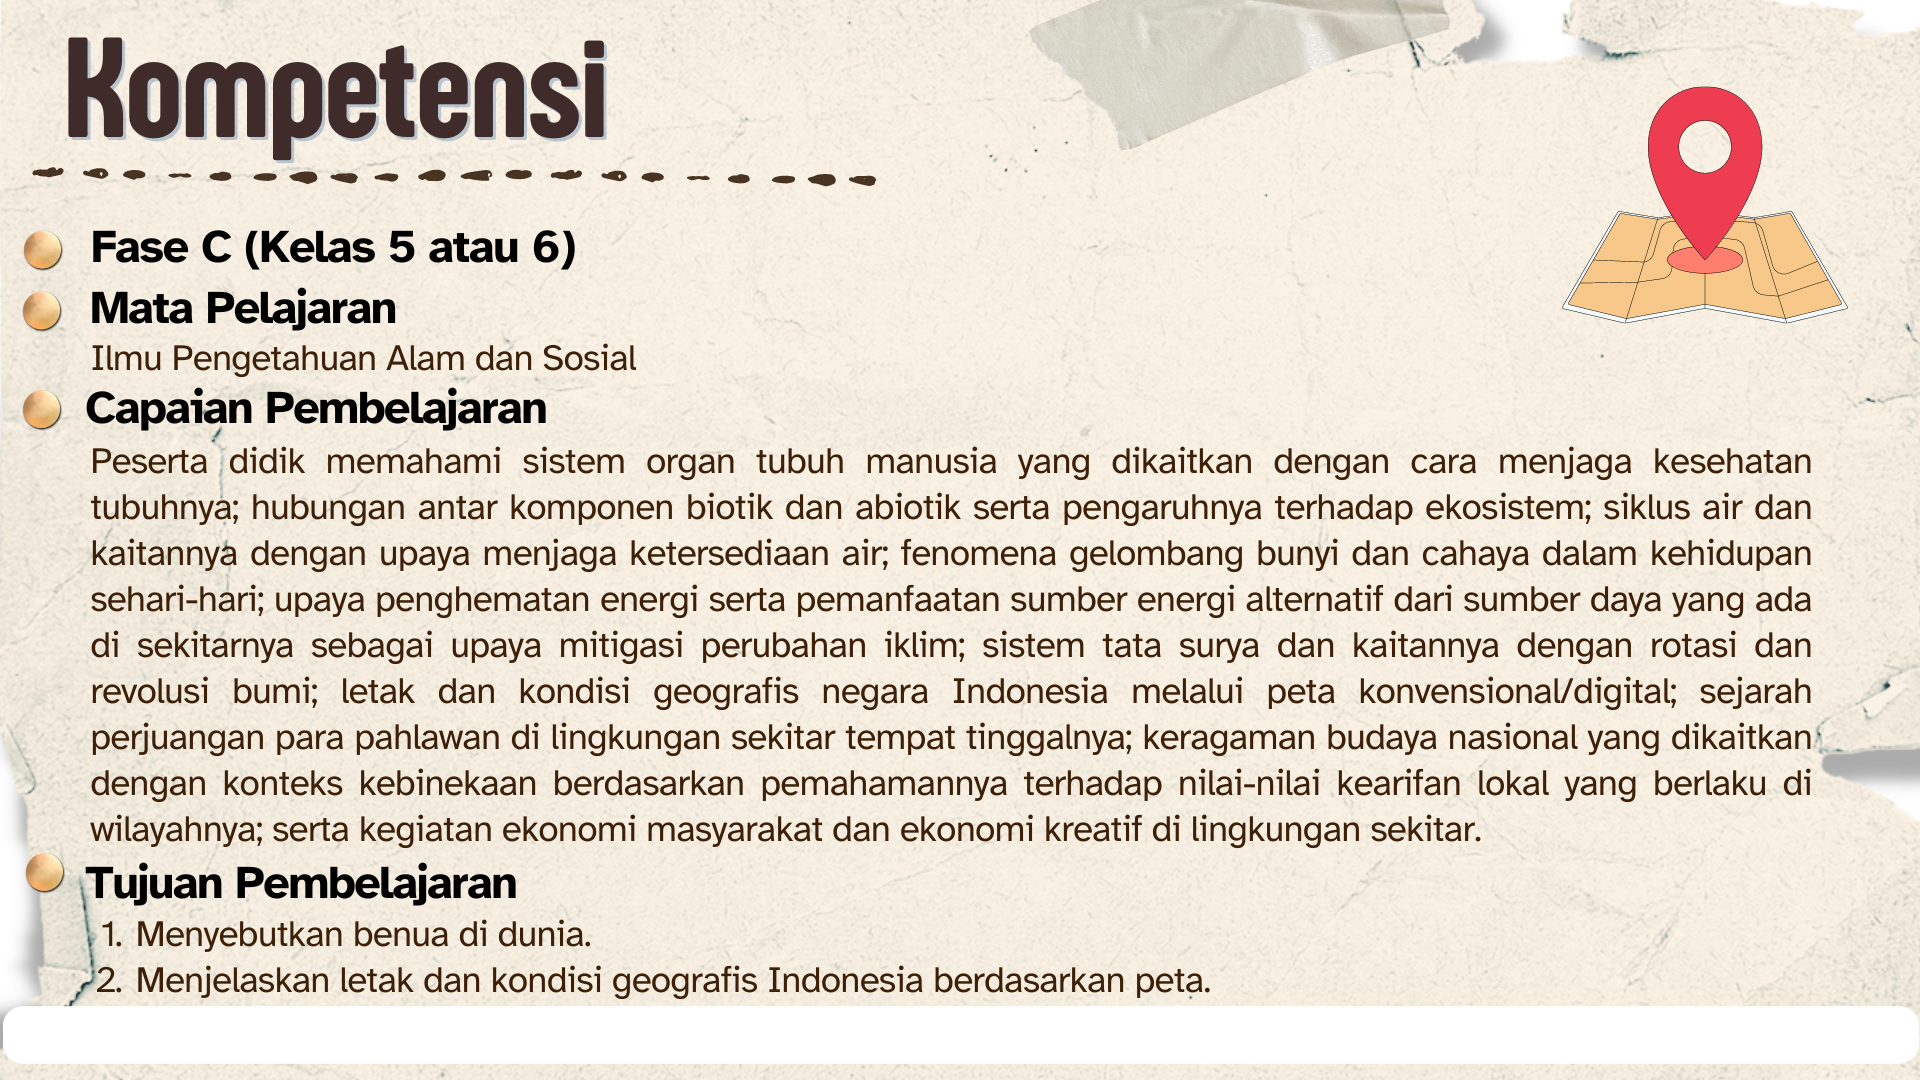 Kompetensi
Fase C (Kelas 5 atau 6)
Mata Pelajaran
Ilmu Pengetahuan Alam dan Sosial
Capaian Pembelajaran
Peserta didik memahami sistem organ tubuh manusia yang dikaitkan dengan cara menjaga kesehatan
tubuhnya; hubungan antar komponen biotik dan abiotik serta pengaruhnya terhadap ekosistem; siklus air dan
kaitannya dengan upaya menjaga ketersediaan air; fenomena gelombang bunyi dan cahaya dalam kehidupan
sehari-hari; upaya penghematan energi serta pemanfaatan sumber energi alternatif dari sumber daya yang ada
di sekitarnya sebagai upaya mitigasi perubahan iklim; sistem tata surya dan kaitannya dengan rotasi dan
revolusi bumi; letak dan kondisi geografis negara Indonesia melalui peta konvensional/digital; sejarah
perjuangan para pahlawan di lingkungan sekitar tempat tinggalnya; keragaman budaya nasional yang dikaitkan
dengan konteks kebinekaan berdasarkan pemahamannya terhadap nilai-nilai kearifan lokal yang berlaku di
wilayahnya; serta kegiatan ekonomi masyarakat dan ekonomi kreatif di lingkungan sekitar.
Tujuan Pembelajaran
1. Menyebutkan benua di dunia.
2. Menjelaskan letak dan kondisi geografis Indonesia berdasarkan peta.